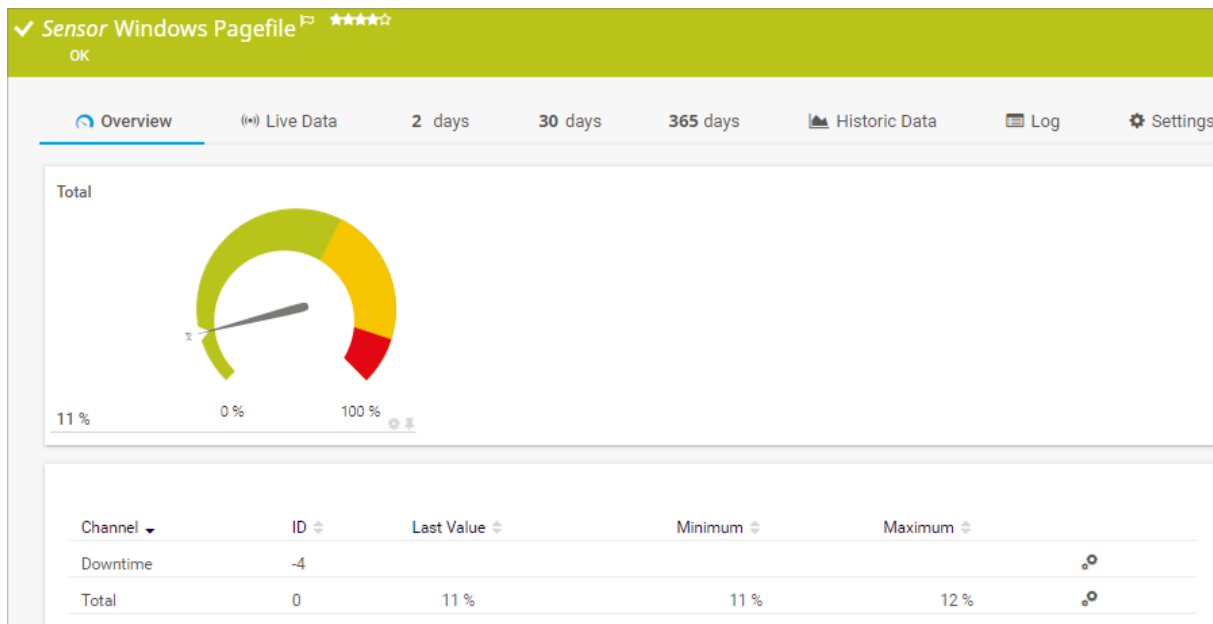 Sensor Windows Pagefile
OK
Overview Live Data 2 days 30 days 365 days Historic Data Log Settings
Total
0 % 100 %
11 %
Channel ID Last Value Minimum Maximum
Downtime -4
Total 0 11 % 11 % 12 %